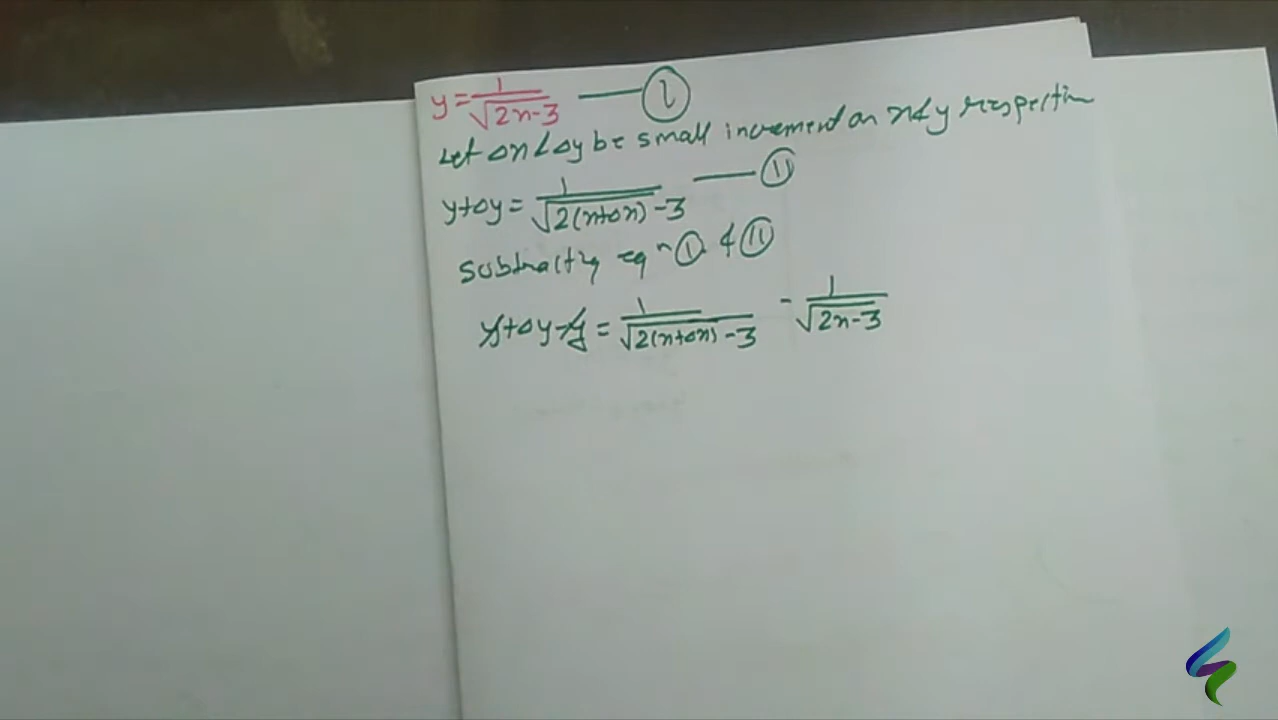 y = 1/√2x-3 —— (I)
Let Δx & Δy be small increment on x & y respectiv
y+Δy = 1/√2(x+Δx)-3 —— (II)
subtracting eqⁿ (I) & (II)
y+Δy-y = 1/√2(x+Δx)-3 - 1/√2x-3